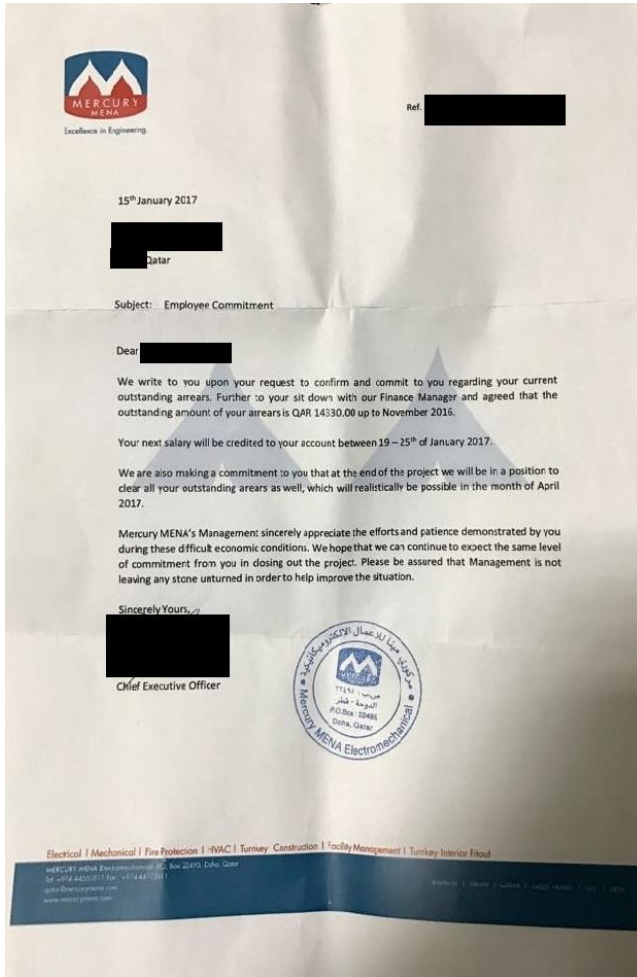 MERCURY
MENA
Excellence in Engineering.
Ref.
15th January 2017
Qatar
Subject: Employee Commitment
Dear
We write to you upon your request to confirm and commit to you regarding your current
outstanding arrears. Further to your sit down with our Finance Manager and agreed that the
outstanding amount of your arrears is QAR 14330.00 up to November 2016.
Your next salary will be credited to your account between 19 – 25th of January 2017.
We are also making a commitment to you that at the end of the project we will be in a position to
clear all your outstanding arears as well, which will realistically be possible in the month of April
2017.
Mercury MENA's Management sincerely appreciate the efforts and patience demonstrated by you
during these difficult economic conditions. We hope that we can continue to expect the same level
of commitment from you in closing out the project. Please be assured that Management is not
leaving any stone unturned in order to help improve the situation.
Sincerely Yours,
Chief Executive Officer
مركوري مينا للاعمال الالكتروميكانيكية
MERCURY
ص.ب: ٢٢٤٩٥
الدوحة - قطر
P.O.Box: 22495
Doha, Qatar
Mercury MENA Electromechanical
Electrical | Mechanical | Fire Protection | HVAC | Turnkey Construction | Facility Management | Turnkey Interior Fitout
MERCURY MENA Electromechanical, P.O. Box 22495, Doha, Qatar
www.mercurymena.com